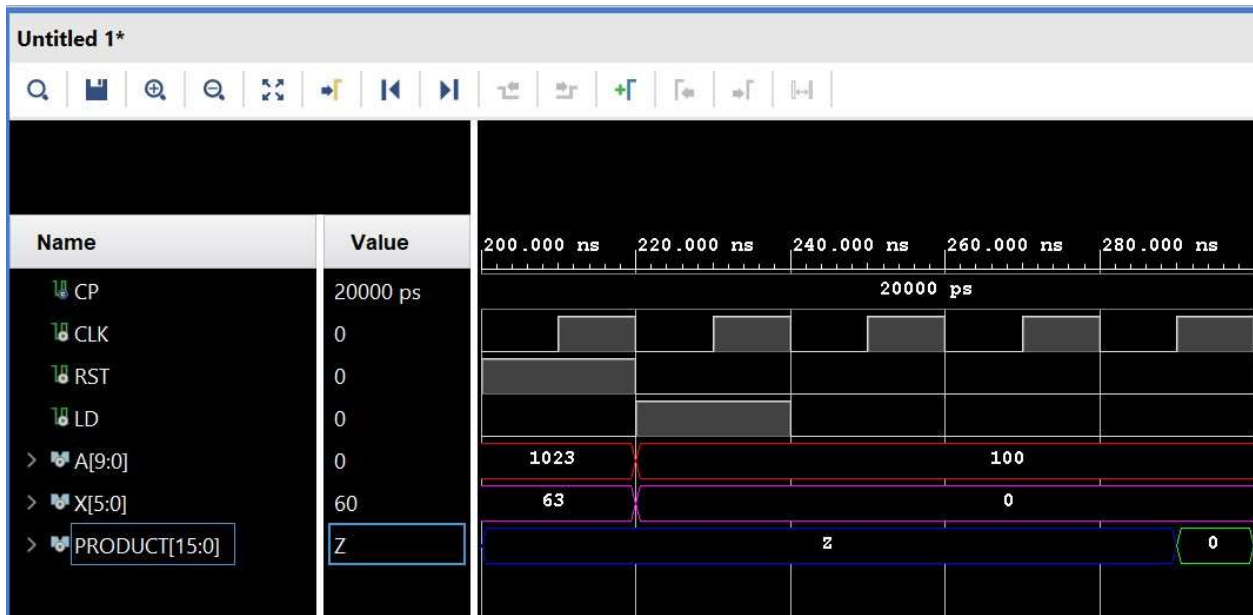 Untitled 1*
Name Value 200.000 ns 220.000 ns 240.000 ns 260.000 ns 280.000 ns
CP 20000 ps 20000 ps
CLK 0
RST 0
LD 0
A[9:0] 0 1023 100
X[5:0] 60 63 0
PRODUCT[15:0] Z Z 0